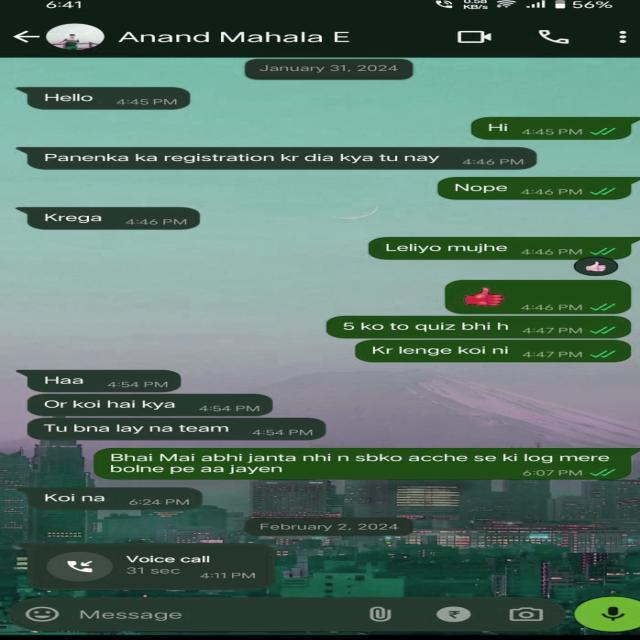 6:41 0.58 KB/s 56%
Anand Mahala E
January 31, 2024
Hello 4:45 PM
Hi 4:45 PM
Panenka ka registration kr dia kya tu nay 4:46 PM
Nope 4:46 PM
Krega 4:46 PM
Leliyo mujhe 4:46 PM
4:46 PM
5 ko to quiz bhi h 4:47 PM
Kr lenge koi ni 4:47 PM
Haa 4:54 PM
Or koi hai kya 4:54 PM
Tu bna lay na team 4:54 PM
Bhai Mai abhi janta nhi n sbko acche se ki log mere
bolne pe aa jayen 6:07 PM
Koi na 6:24 PM
February 2, 2024
Voice call
31 sec 4:11 PM
Message ₹